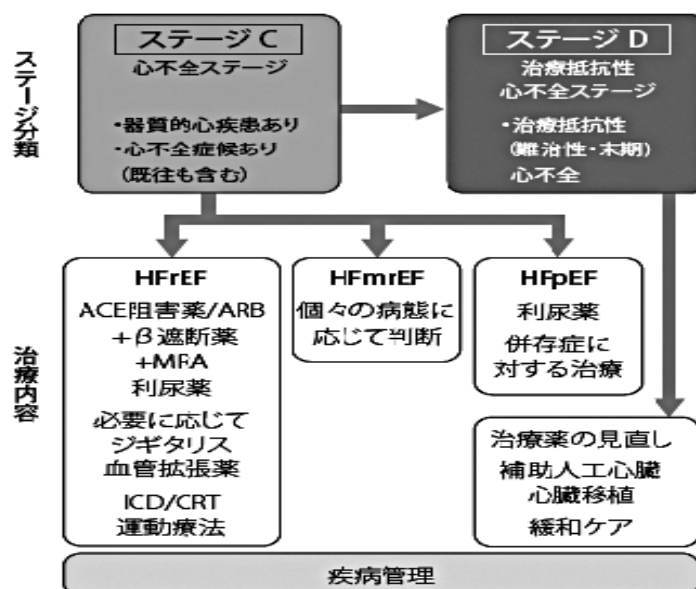 ステージ分類
ステージC
心不全ステージ
・器質的心疾患あり
・心不全症候あり
(既往も含む)
ステージD
治療抵抗性
心不全ステージ
・治療抵抗性
(難治性・末期)
心不全
治療内容
HFrEF
ACE阻害薬/ARB
+β遮断薬
+MRA
利尿薬
必要に応じて
ジギタリス
血管拡張薬
ICD/CRT
運動療法
HFmrEF
個々の病態に
応じて判断
HFpEF
利尿薬
併存症に
対する治療
治療薬の見直し
補助人工心臓
心臓移植
緩和ケア
疾病管理